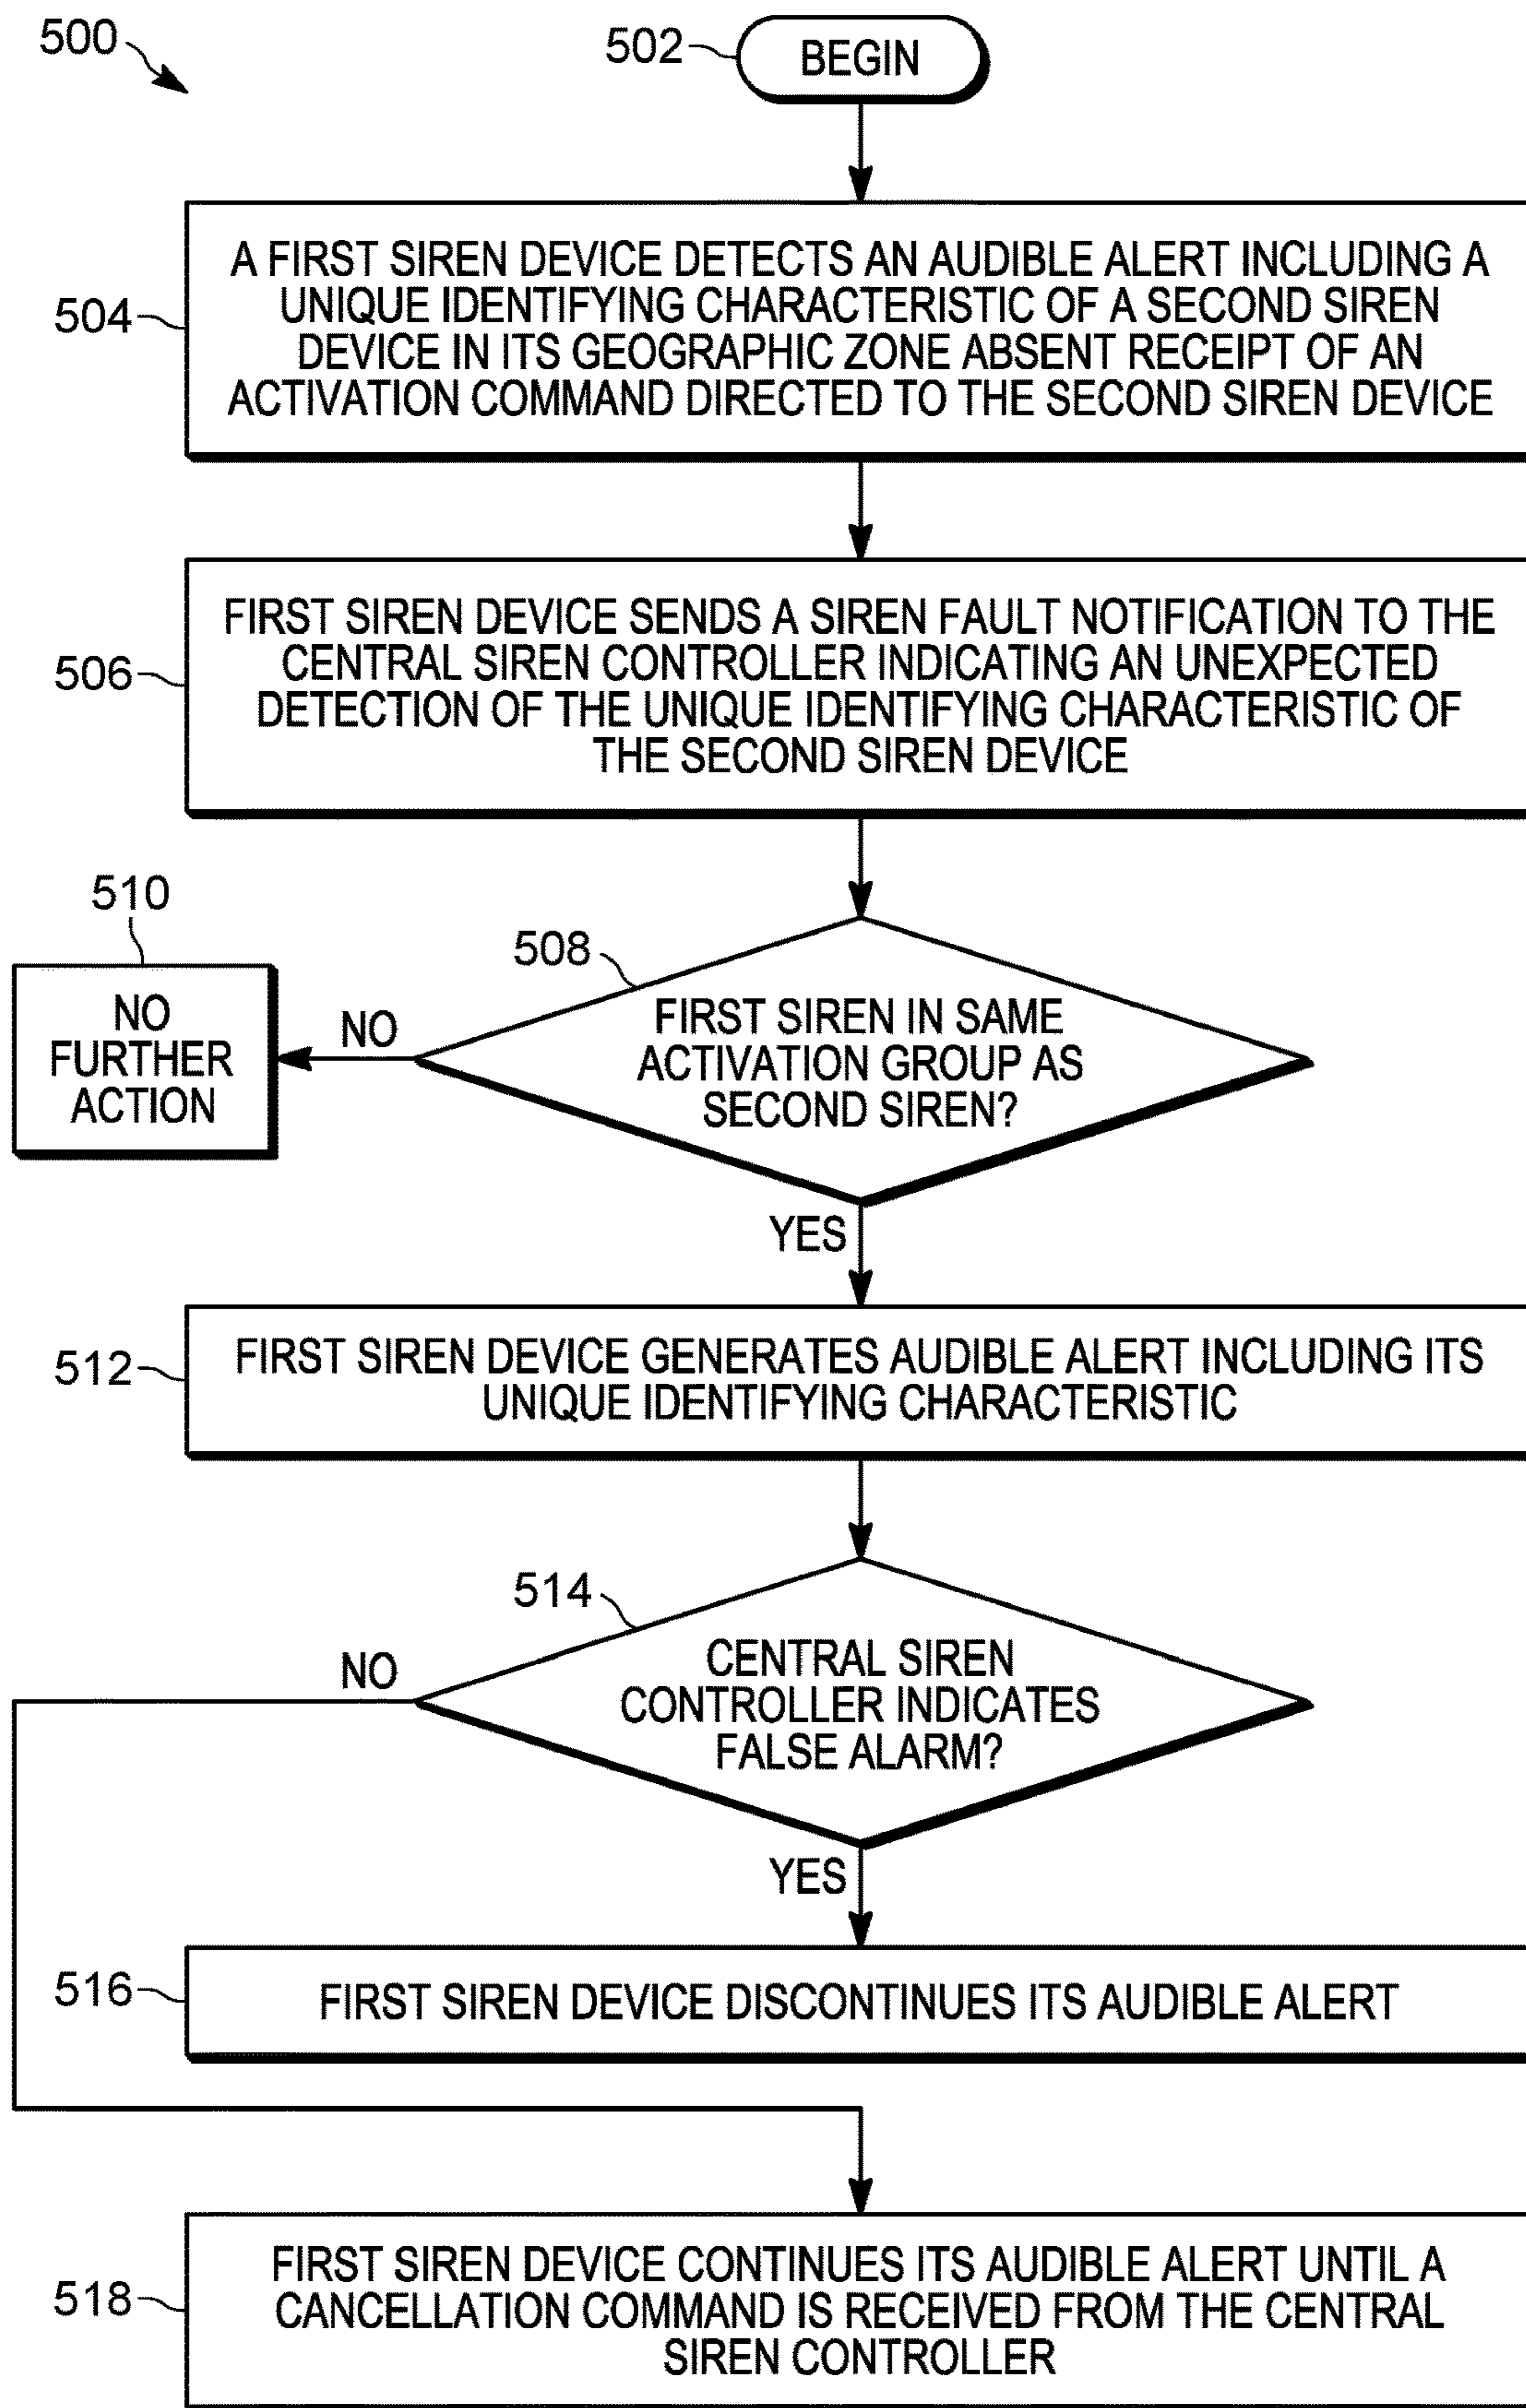 500
502
BEGIN
504
A FIRST SIREN DEVICE DETECTS AN AUDIBLE ALERT INCLUDING A
UNIQUE IDENTIFYING CHARACTERISTIC OF A SECOND SIREN
DEVICE IN ITS GEOGRAPHIC ZONE ABSENT RECEIPT OF AN
ACTIVATION COMMAND DIRECTED TO THE SECOND SIREN DEVICE
506
FIRST SIREN DEVICE SENDS A SIREN FAULT NOTIFICATION TO THE
CENTRAL SIREN CONTROLLER INDICATING AN UNEXPECTED
DETECTION OF THE UNIQUE IDENTIFYING CHARACTERISTIC OF
THE SECOND SIREN DEVICE
508
FIRST SIREN IN SAME
ACTIVATION GROUP AS
SECOND SIREN?
NO
510
NO
FURTHER
ACTION
YES
512
FIRST SIREN DEVICE GENERATES AUDIBLE ALERT INCLUDING ITS
UNIQUE IDENTIFYING CHARACTERISTIC
514
CENTRAL SIREN
CONTROLLER INDICATES
FALSE ALARM?
NO
YES
516
FIRST SIREN DEVICE DISCONTINUES ITS AUDIBLE ALERT
518
FIRST SIREN DEVICE CONTINUES ITS AUDIBLE ALERT UNTIL A
CANCELLATION COMMAND IS RECEIVED FROM THE CENTRAL
SIREN CONTROLLER